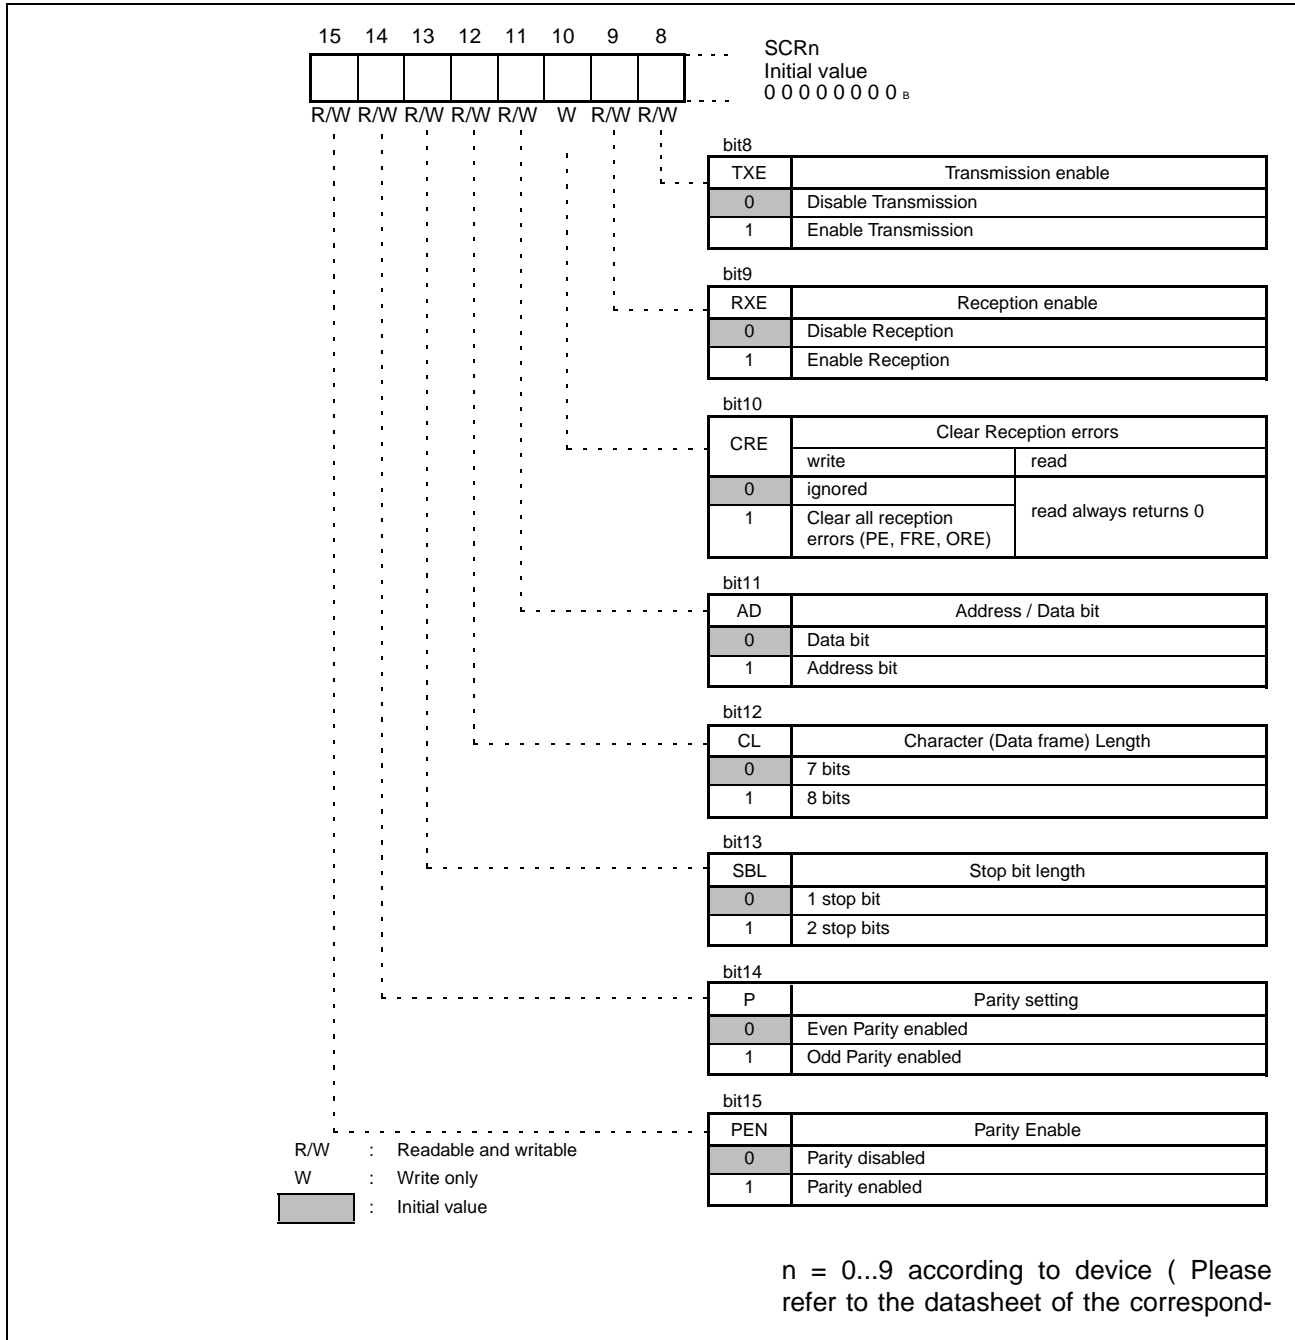 15 14 13 12 11 10 9 8
SCRn
Initial value
0 0 0 0 0 0 0 0 B
R/W R/W R/W R/W R/W W R/W R/W
bit8
TXE Transmission enable
0 Disable Transmission
1 Enable Transmission
bit9
RXE Reception enable
0 Disable Reception
1 Enable Reception
bit10
CRE Clear Reception errors
write read
0 ignored
read always returns 0
1 Clear all reception
errors (PE, FRE, ORE)
bit11
AD Address / Data bit
0 Data bit
1 Address bit
bit12
CL Character (Data frame) Length
0 7 bits
1 8 bits
bit13
SBL Stop bit length
0 1 stop bit
1 2 stop bits
bit14
P Parity setting
0 Even Parity enabled
1 Odd Parity enabled
bit15
PEN Parity Enable
0 Parity disabled
1 Parity enabled
R/W : Readable and writable
W : Write only
: Initial value
n = 0...9 according to device ( Please
refer to the datasheet of the correspond-